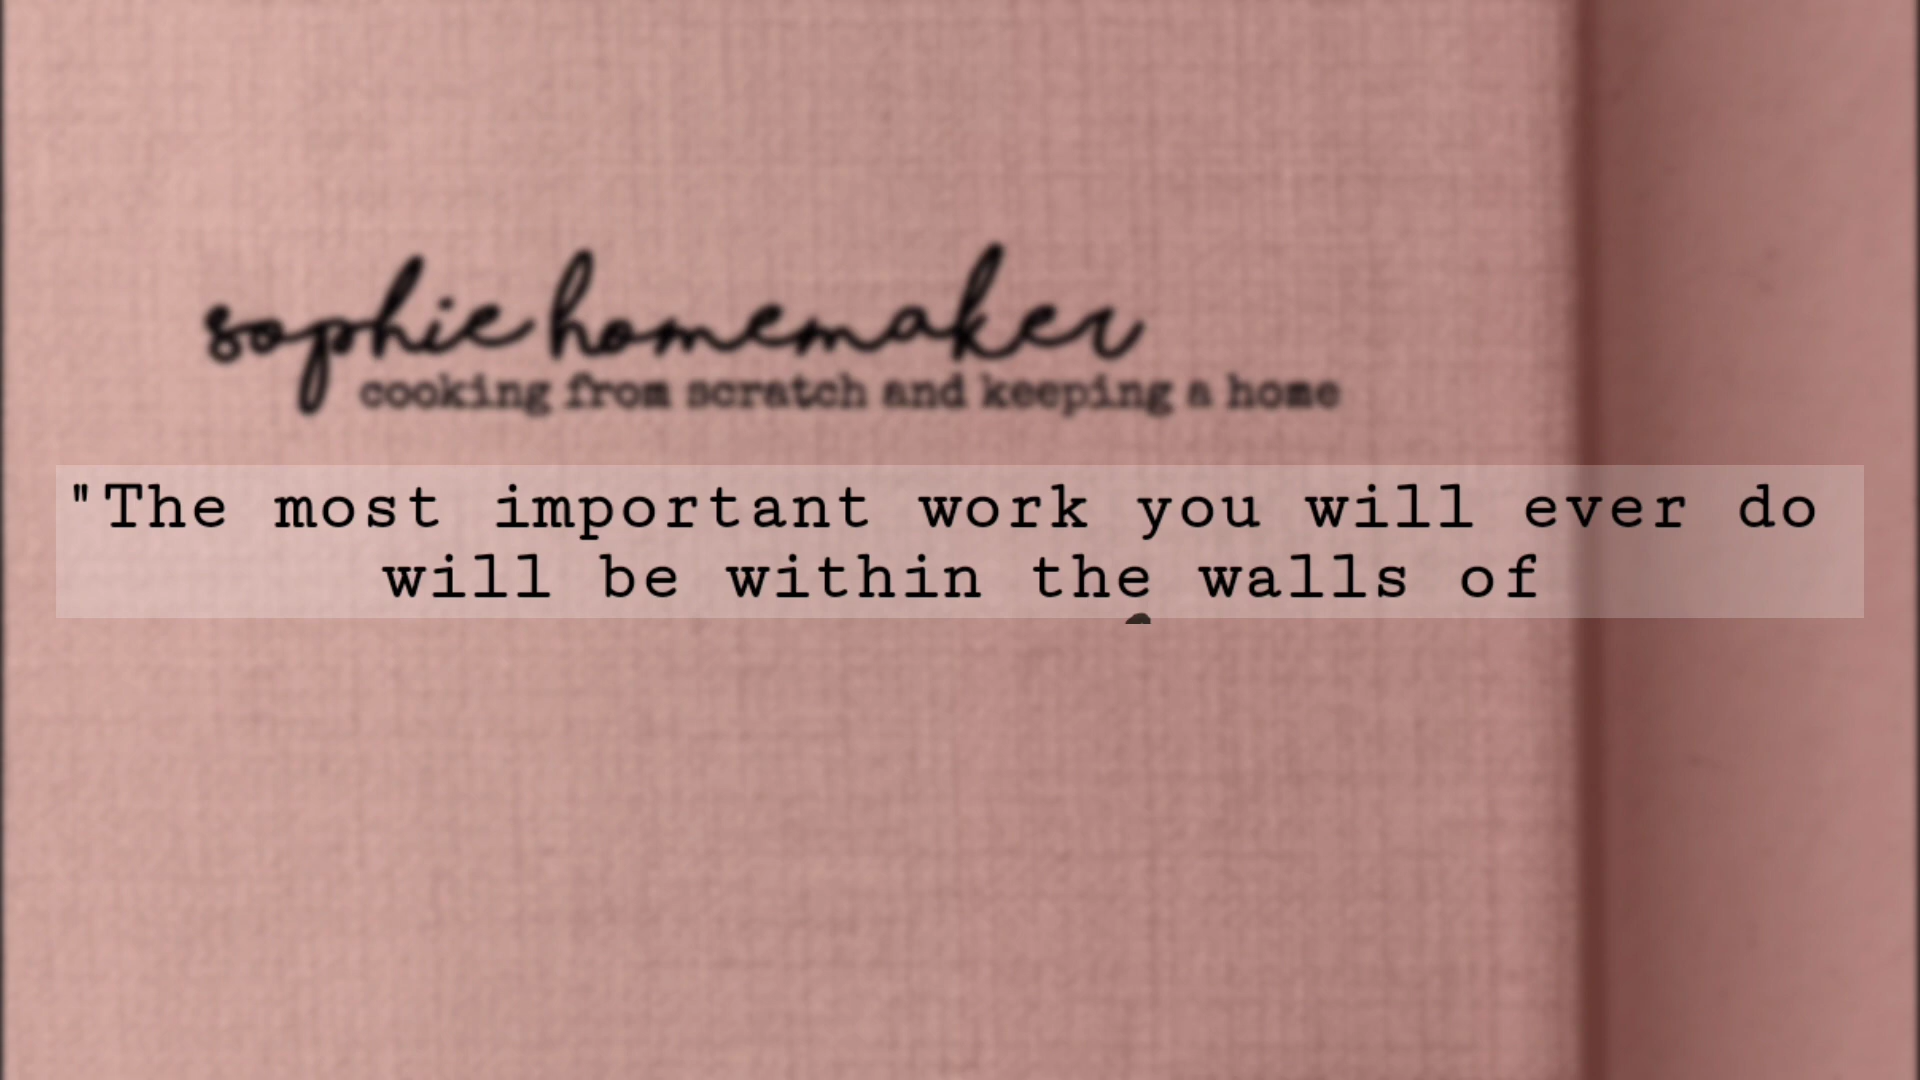 sophie homemaker
cooking from scratch and keeping a home
"The most important work you will ever do
will be within the walls of